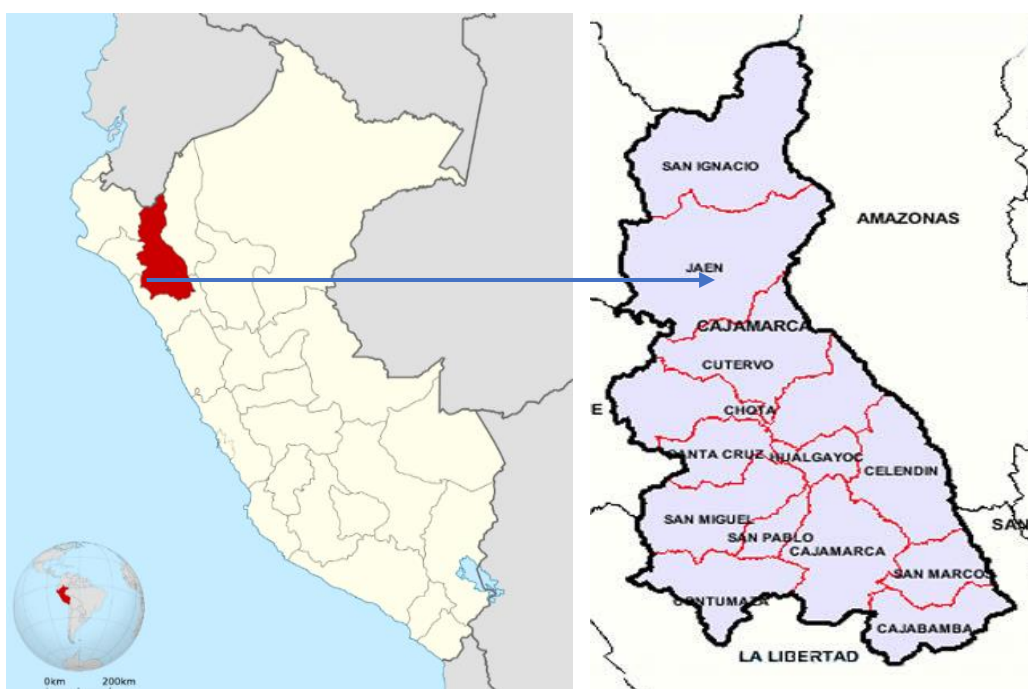 0km 200km
SAN IGNACIO
AMAZONAS
JAEN
CAJAMARCA
CUTERVO
E
CHOTA
SANTA CRUZ
HUALGAYOC
CELENDIN
SAN MIGUEL
SAN
SAN PABLO
CAJAMARCA
SAN MARCOS
CONTUMAZA
CAJABAMBA
LA LIBERTAD